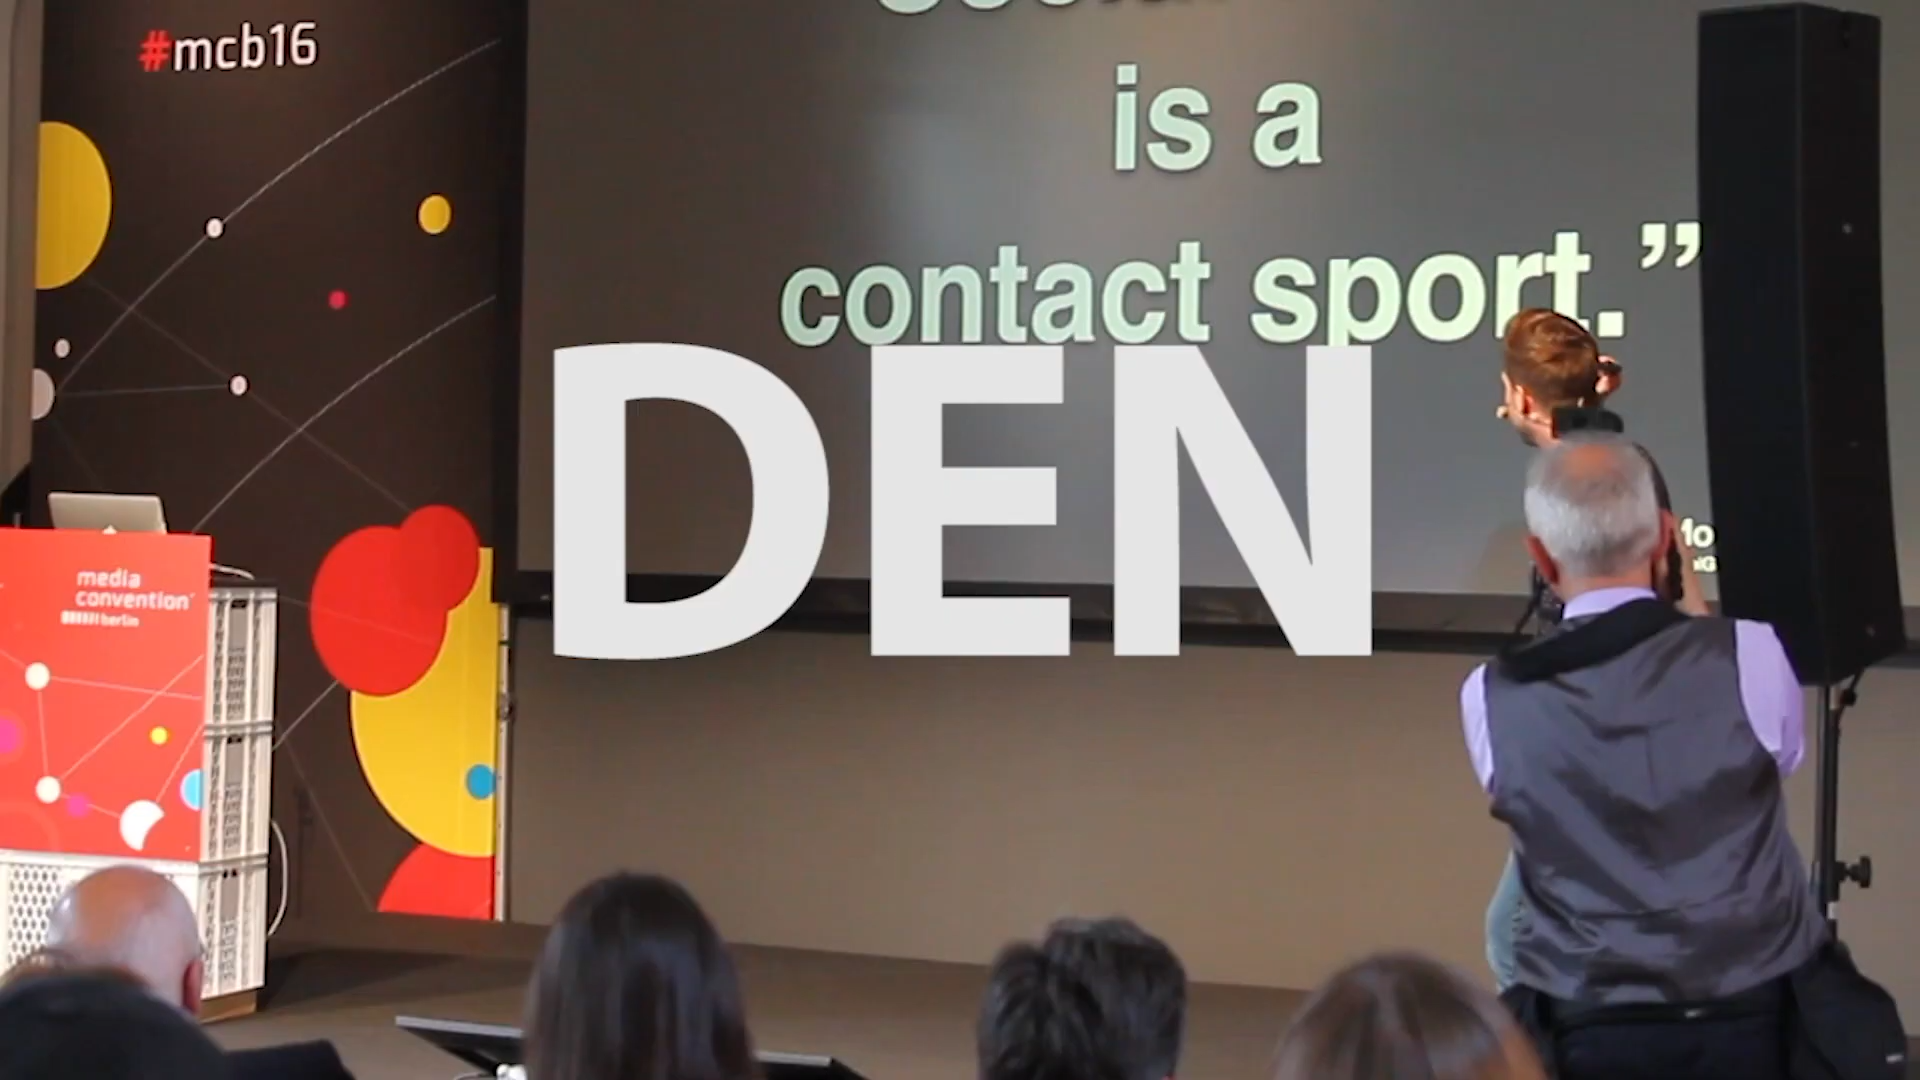 #mcb16
is a
contact sport.”
DEN
media
convention
berlin